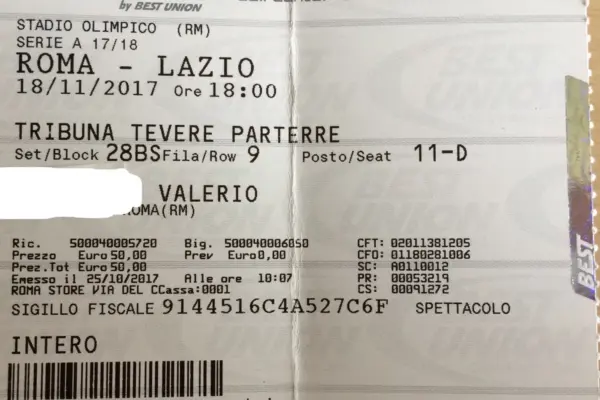 by BEST UNION
STADIO OLIMPICO (RM)
SERIE A 17/18
ROMA - LAZIO
18/11/2017 Ore 18:00
TRIBUNA TEVERE PARTERRE
Set/Block 28BS Fila/Row 9 Posto/Seat 11-D
VALERIO
ROMA(RM)
Ric. 500040005720 Big. 500040006060 CFT: 02011381205
Prezzo Euro 50,00 Prev Euro 0,00 CFO: 01180281006
Prez.Tot Euro 50,00 SC: A0110012
Emesso il 25/10/2017 Alle ore 10:07 PR: 00053219
ROMA STORE VIA DEL CCassa:0001 CS: 00091272
SIGILLO FISCALE 9144516C4A527C6F SPETTACOLO
INTERO
BEST